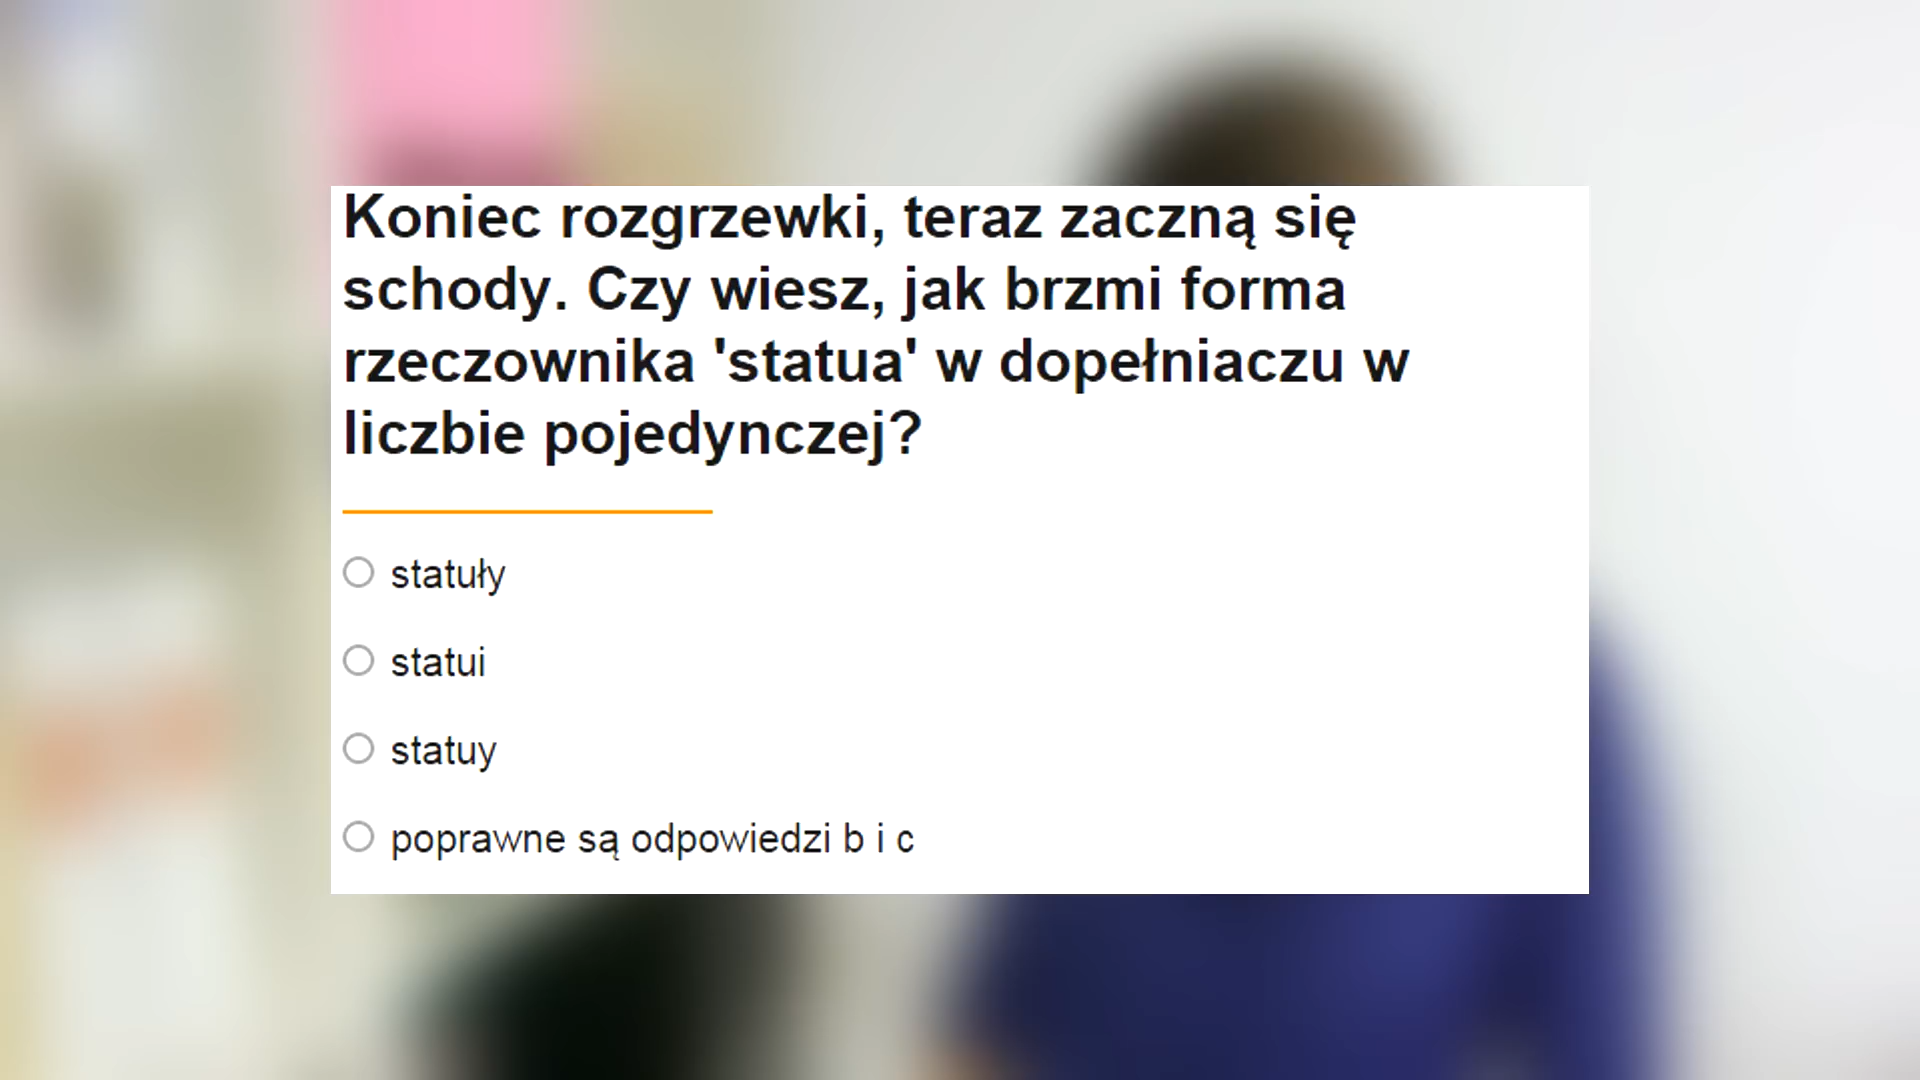 Koniec rozgrzewki, teraz zaczną się
schody. Czy wiesz, jak brzmi forma
rzeczownika 'statua' w dopełniaczu w
liczbie pojedynczej?
statuły
statui
statuy
poprawne są odpowiedzi b i c